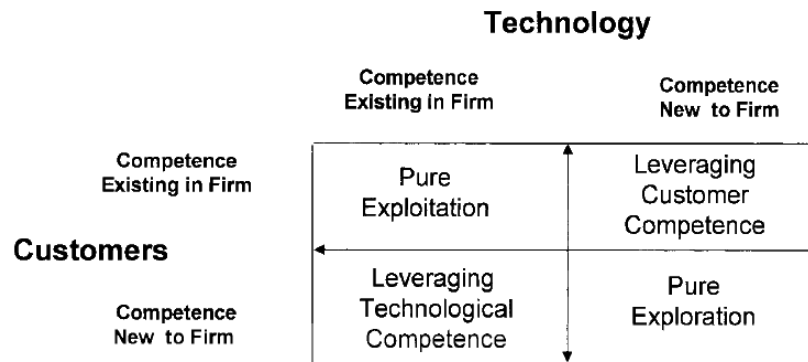 Technology
Competence
Existing in Firm
Competence
New to Firm
Competence
Existing in Firm
Pure
Exploitation
Leveraging
Customer
Competence
Customers
Competence
New to Firm
Leveraging
Technological
Competence
Pure
Exploration